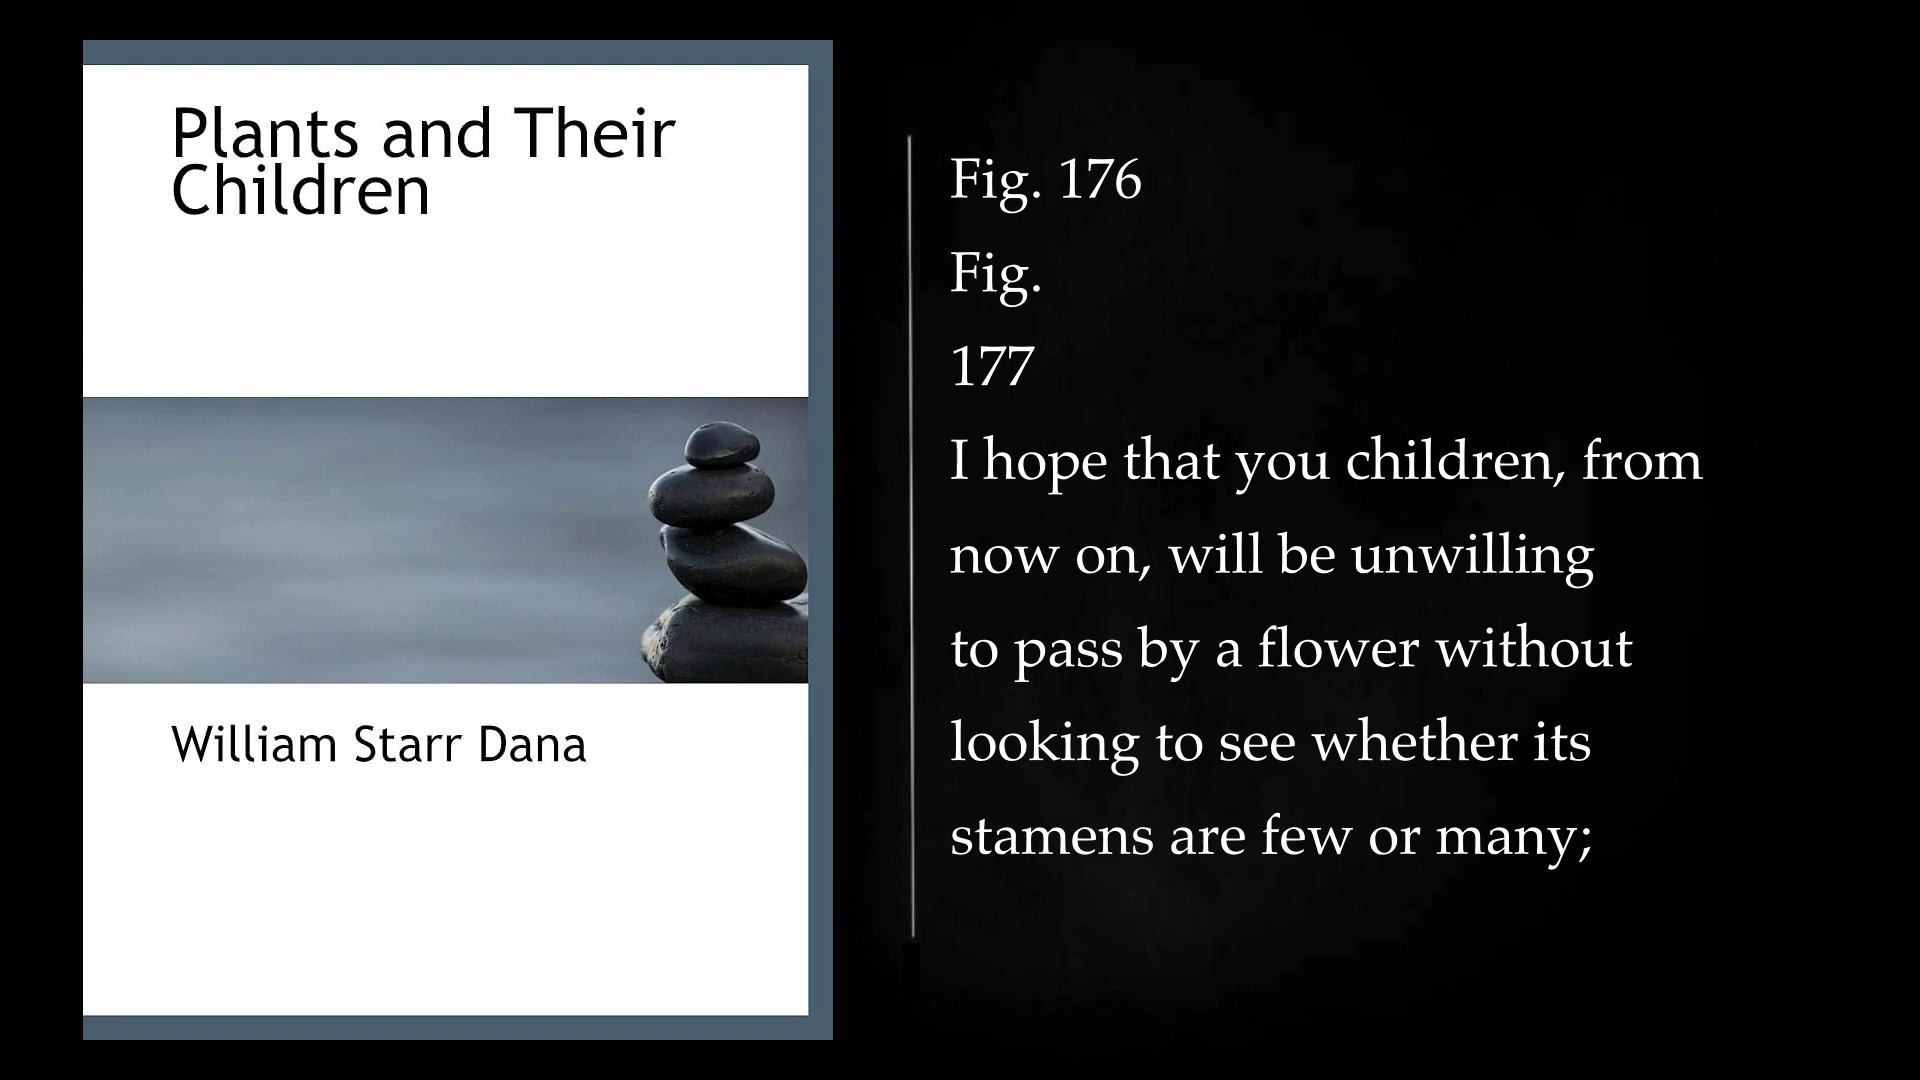 Plants and Their
Children
William Starr Dana
Fig. 176
Fig.
177
I hope that you children, from
now on, will be unwilling
to pass by a flower without
looking to see whether its
stamens are few or many;